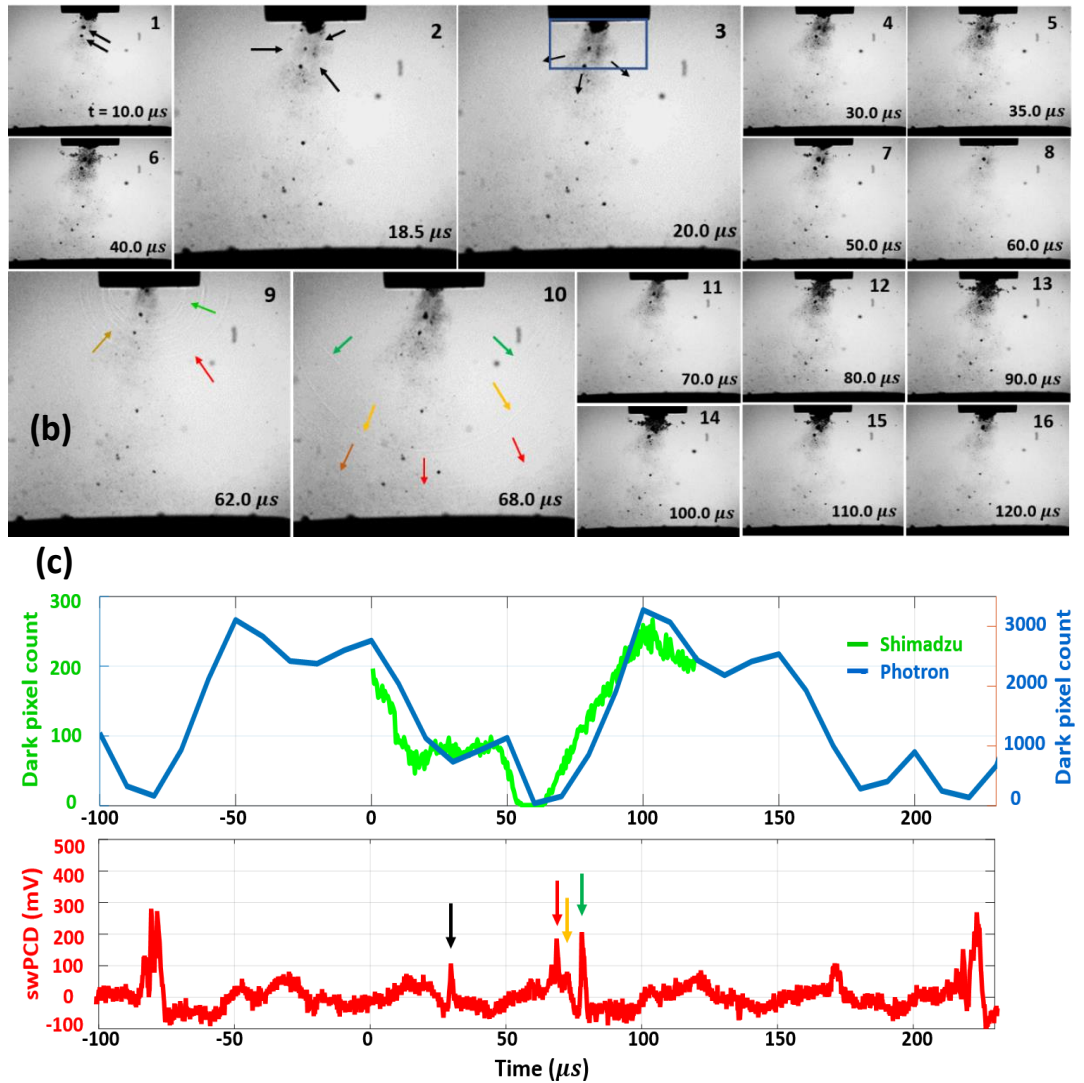 1
t = 10.0 μs
2
18.5 μs
3
20.0 μs
4
30.0 μs
5
35.0 μs
6
40.0 μs
7
50.0 μs
8
60.0 μs
9
62.0 μs
10
68.0 μs
11
70.0 μs
12
80.0 μs
13
90.0 μs
14
100.0 μs
15
110.0 μs
16
120.0 μs
(b)
(c)
Dark pixel count
300
200
100
0
Shimadzu
Photron
3000
2000
1000
0
Dark pixel count
-100 -50 0 50 100 150 200
swPCD (mV)
500
400
300
200
100
0
-100
-100 -50 0 50 100 150 200
Time (μs)